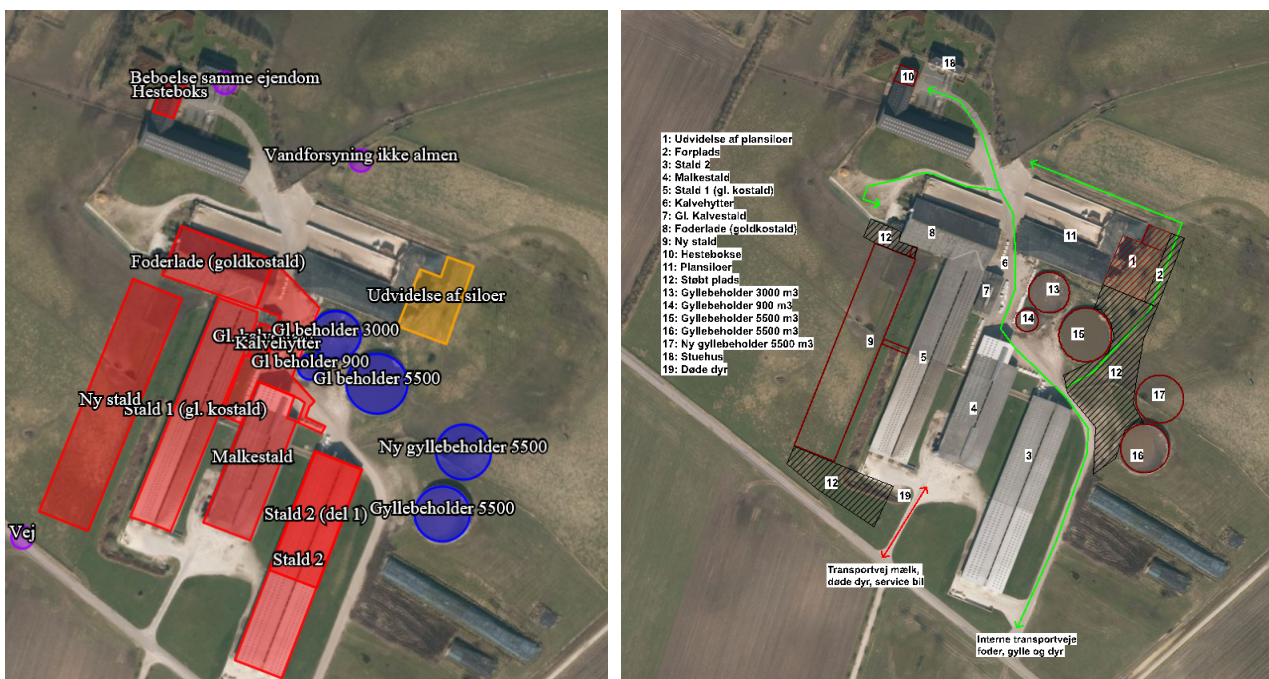 Beboelse samme ejendom
Hesteboks
Vandforsyning ikke almen
Foderlade (goldkostald)
Udvidelse af siloer
Gl beholder 3000
Kalvehytter
Gl beholder 900
Gl beholder 5500
Ny stald
Stald 1 (gl. kostald)
Malkestald
Ny gyllebeholder 5500
Stald 2 (del 1)
Gyllebeholder 5500
Vej
Stald 2
18
10
1: Udvidelse af plansiloer
2: Forplads
3: Stald 2
4: Malkestald
5: Stald 1 (gl. kostald)
6: Kalvehytter
7: Gl. Kalvestald
8: Foderlade (goldkostald)
9: Ny stald
10: Hestebokse
11: Plansiloer
12: Støbt plads
13: Gyllebeholder 3000 m3
14: Gyllebeholder 900 m3
15: Gyllebeholder 5500 m3
16: Gyllebeholder 5500 m3
17: Ny gyllebeholder 5500 m3
18: Stuehus
19: Døde dyr
12
8
11
6
1
2
7
13
14
15
9
5
12
4
17
3
16
12
19
Transportvej mælk,
døde dyr, service bil
Interne transportveje
foder, gylle og dyr